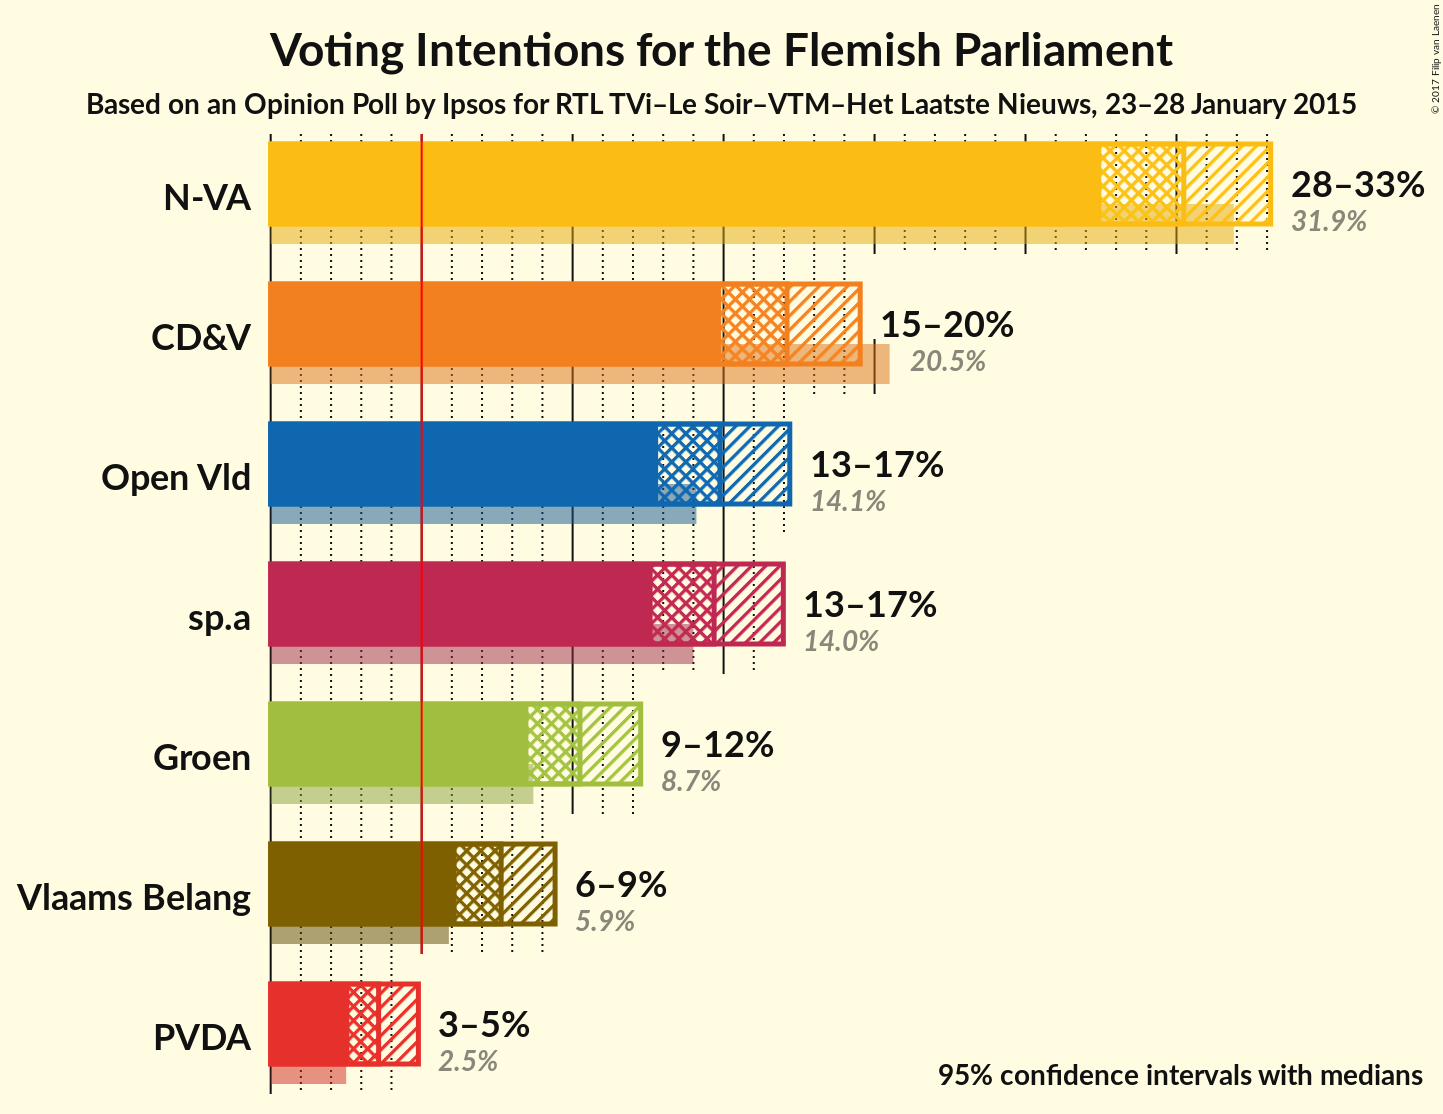 Voting Intentions for the Flemish Parliament
Based on an Opinion Poll by Ipsos for RTL TVi–Le Soir–VTM–Het Laatste Nieuws, 23–28 January 2015
© 2017 Filip van Laenen
N-VA
28–33%
31.9%
CD&V
15–20%
20.5%
Open Vld
13–17%
14.1%
sp.a
13–17%
14.0%
Groen
9–12%
8.7%
Vlaams Belang
6–9%
5.9%
PVDA
3–5%
2.5%
95% confidence intervals with medians